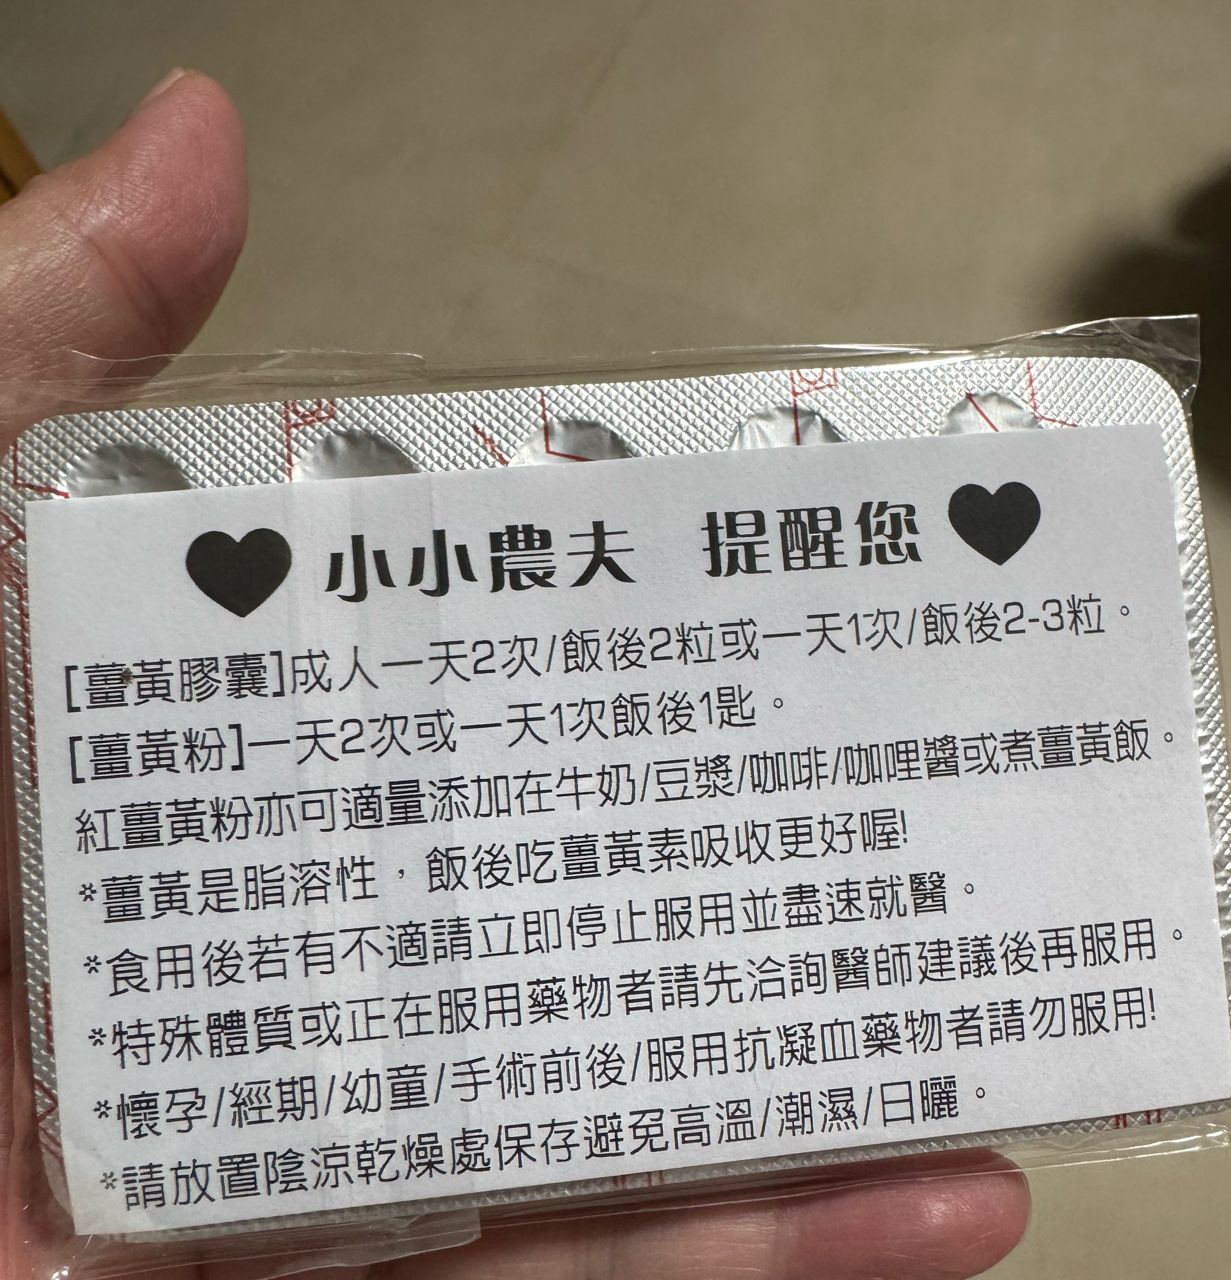 ♥小小農夫 提醒您♥
[薑黃膠囊]成人一天2次/飯後2粒或一天1次/飯後2-3粒。
[薑黃粉]一天2次或一天1次飯後1匙。
紅薑黃粉亦可適量添加在牛奶/豆漿/咖啡/咖哩醬或煮薑黃飯。
*薑黃是脂溶性，飯後吃薑黃素吸收更好喔!
*食用後若有不適請立即停止服用並盡速就醫。
*特殊體質或正在服用藥物者請先洽詢醫師建議後再服用。
*懷孕/經期/幼童/手術前後/服用抗凝血藥物者請勿服用!
*請放置陰涼乾燥處保存避免高溫/潮濕/日曬。